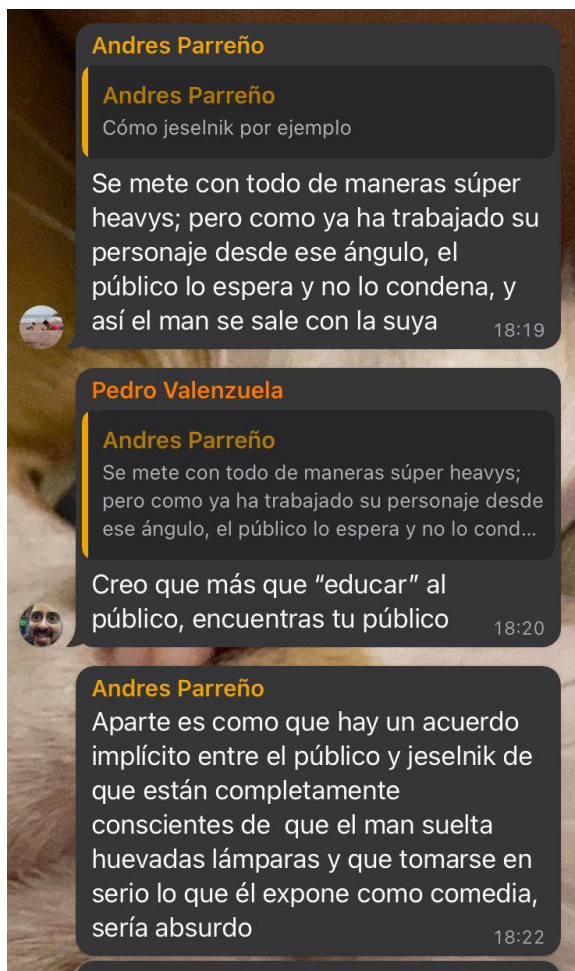 Andres Parreño
Andres Parreño
Cómo jeselnik por ejemplo
Se mete con todo de maneras súper
heavys; pero como ya ha trabajado su
personaje desde ese ángulo, el
público lo espera y no lo condena, y
así el man se sale con la suya
18:19
Pedro Valenzuela
Andres Parreño
Se mete con todo de maneras súper heavys;
pero como ya ha trabajado su personaje desde
ese ángulo, el público lo espera y no lo cond...
Creo que más que “educar” al
público, encuentras tu público
18:20
Andres Parreño
Aparte es como que hay un acuerdo
implícito entre el público y jeselnik de
que están completamente
conscientes de  que el man suelta
huevadas lámparas y que tomarse en
serio lo que él expone como comedia,
sería absurdo
18:22